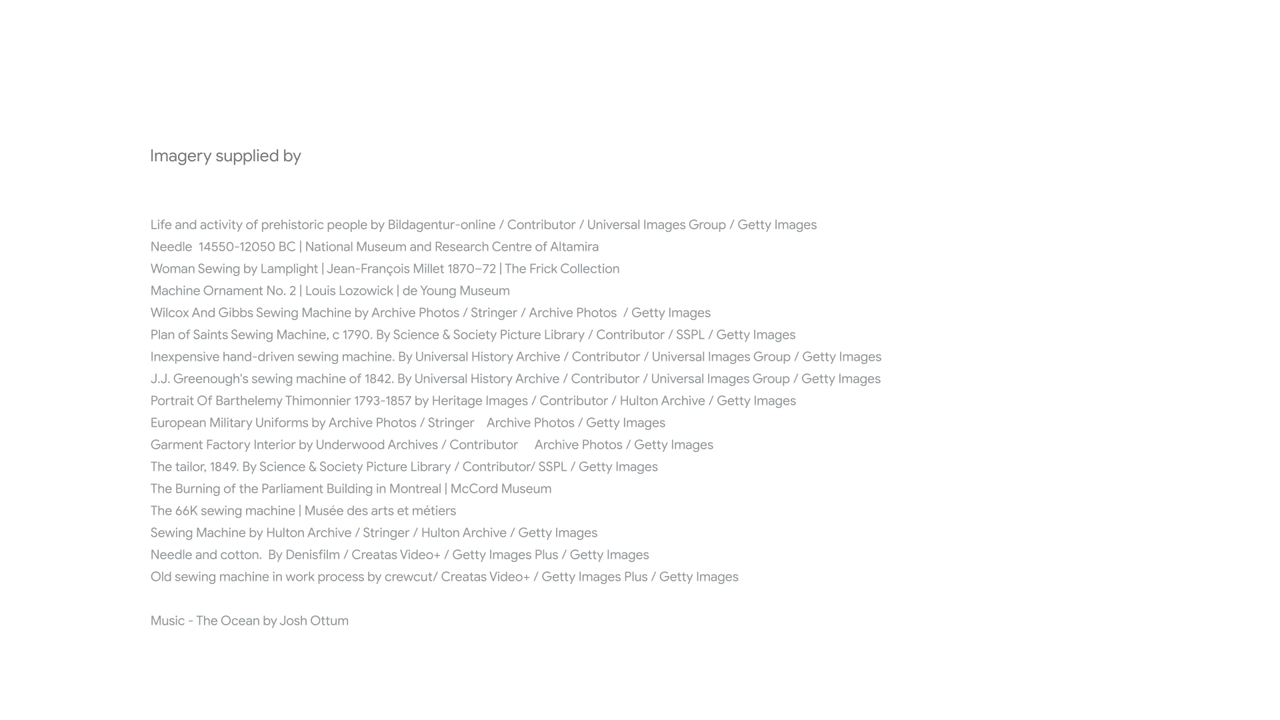 Imagery supplied by
Life and activity of prehistoric people by Bildagentur-online / Contributor / Universal Images Group / Getty Images
Needle  14550-12050 BC | National Museum and Research Centre of Altamira
Woman Sewing by Lamplight | Jean-François Millet 1870–72 | The Frick Collection
Machine Ornament No. 2 | Louis Lozowick | de Young Museum
Wilcox And Gibbs Sewing Machine by Archive Photos / Stringer / Archive Photos  / Getty Images
Plan of Saints Sewing Machine, c 1790. By Science & Society Picture Library / Contributor / SSPL / Getty Images
Inexpensive hand-driven sewing machine. By Universal History Archive / Contributor / Universal Images Group / Getty Images
J.J. Greenough's sewing machine of 1842. By Universal History Archive / Contributor / Universal Images Group / Getty Images
Portrait Of Barthelemy Thimonnier 1793-1857 by Heritage Images / Contributor / Hulton Archive / Getty Images
European Military Uniforms by Archive Photos / Stringer    Archive Photos / Getty Images
Garment Factory Interior by Underwood Archives / Contributor     Archive Photos / Getty Images
The tailor, 1849. By Science & Society Picture Library / Contributor/ SSPL / Getty Images
The Burning of the Parliament Building in Montreal | McCord Museum
The 66K sewing machine | Musée des arts et métiers
Sewing Machine by Hulton Archive / Stringer / Hulton Archive / Getty Images
Needle and cotton.  By Denisfilm / Creatas Video+ / Getty Images Plus / Getty Images
Old sewing machine in work process by crewcut/ Creatas Video+ / Getty Images Plus / Getty Images
Music - The Ocean by Josh Ottum